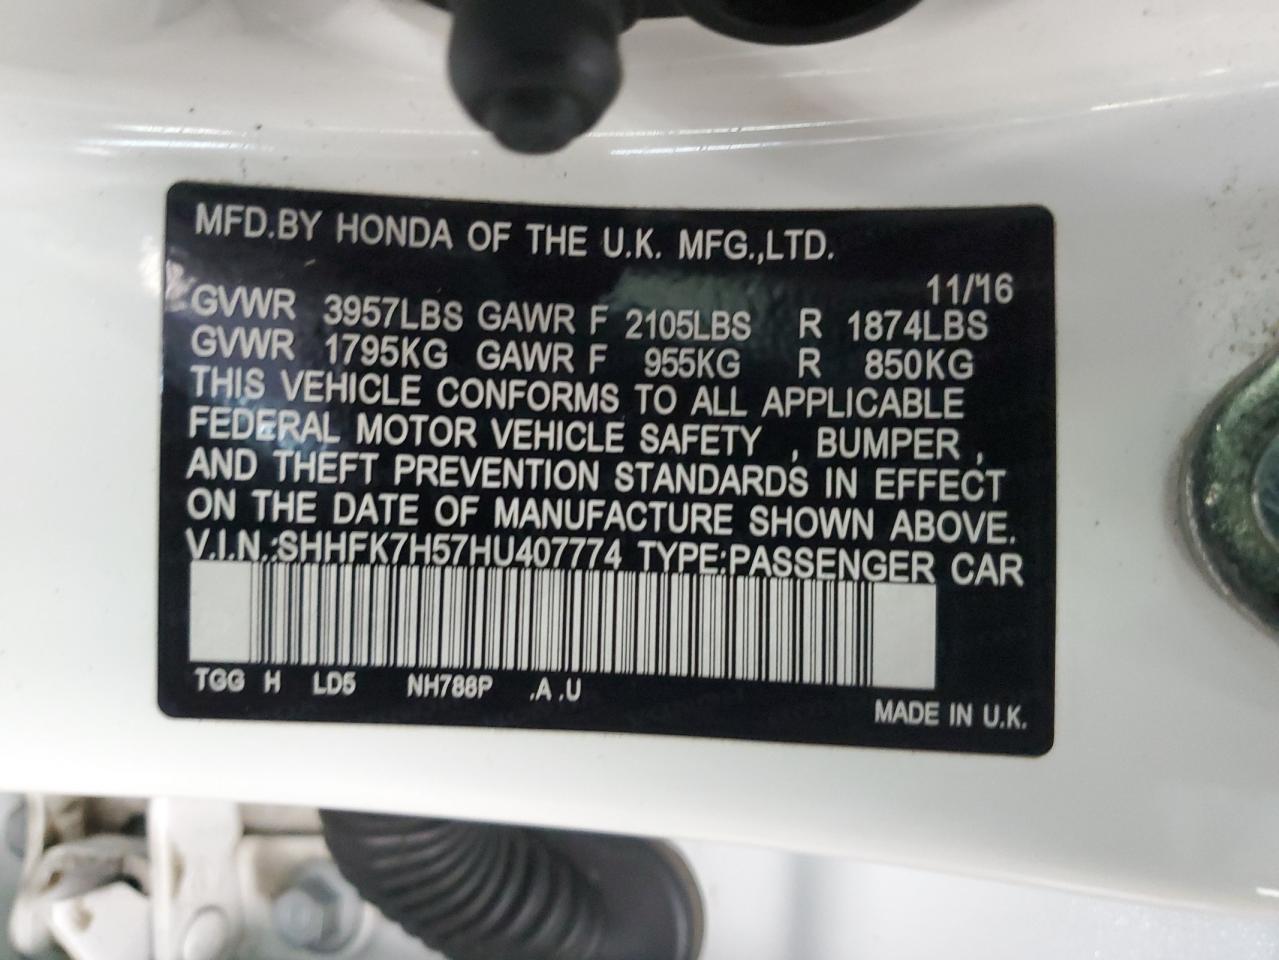 MFD.BY HONDA OF THE U.K. MFG.,LTD.
11/16
GVWR 3957LBS GAWR F 2105LBS R 1874LBS
GVWR 1795KG GAWR F 955KG R 850KG
THIS VEHICLE CONFORMS TO ALL APPLICABLE
FEDERAL MOTOR VEHICLE SAFETY , BUMPER ,
AND THEFT PREVENTION STANDARDS IN EFFECT
ON THE DATE OF MANUFACTURE SHOWN ABOVE.
V.I.N.:SHHFK7H57HU407774 TYPE:PASSENGER CAR
TGG H LD5 NH788P .A .U
MADE IN U.K.